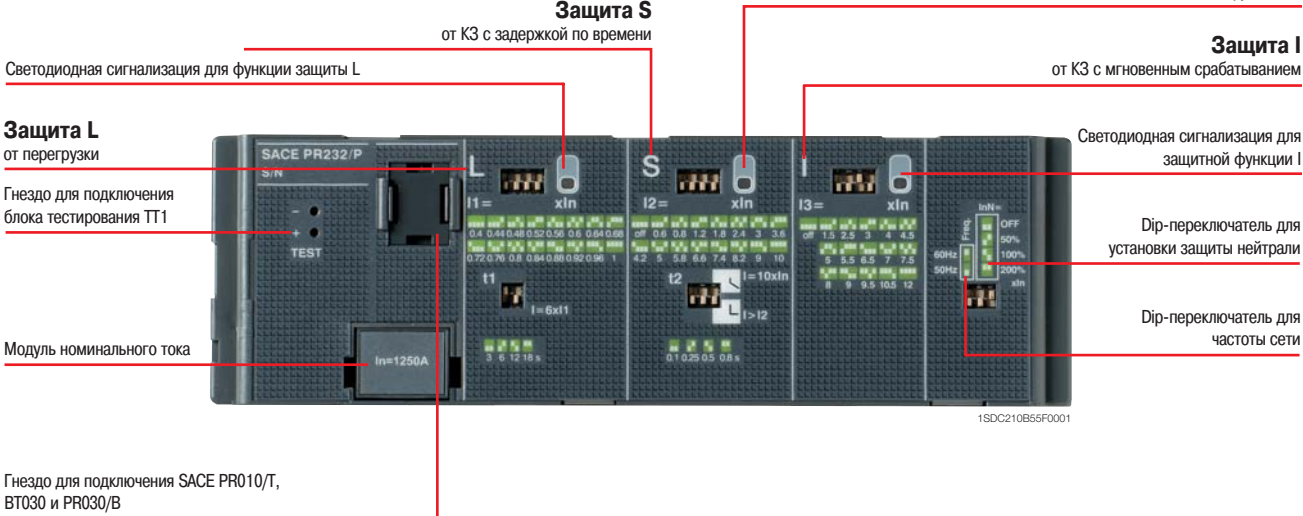 Защита S
от КЗ с задержкой по времени
Защита I
от КЗ с мгновенным срабатыванием
Светодиодная сигнализация для функции защиты L
Защита L
от перегрузки
Гнездо для подключения
блока тестирования TT1
Модуль номинального тока
Гнездо для подключения SACE PR010/T,
BT030 и PR030/B
Светодиодная сигнализация для
защитной функции I
Dip-переключатель для
установки защиты нейтрали
Dip-переключатель для
частоты сети
SACE PR232/P
S/N
- 
+
TEST
In=1250A
L
I1= xIn
0.4 0.44 0.48 0.52 0.56 0.6 0.64 0.68
0.72 0.76 0.8 0.84 0.88 0.92 0.96 1
t1
I=6xI1
3 6 12 18 s
S
I2= xIn
off 0.6 0.8 1.2 1.8 2.4 3 3.6
4.2 5 5.8 6.6 7.4 8.2 9 10
t2
I=10xIn
I>I2
0.1 0.25 0.5 0.8 s
I
I3= xIn
off 1.5 2.5 3 4 4.5
5 5.5 6.5 7 7.5
8 9 9.5 10.5 12
InN=
OFF
50%
100%
200%
xIn
Freq.
60Hz
50Hz
1SDC210B55F0001